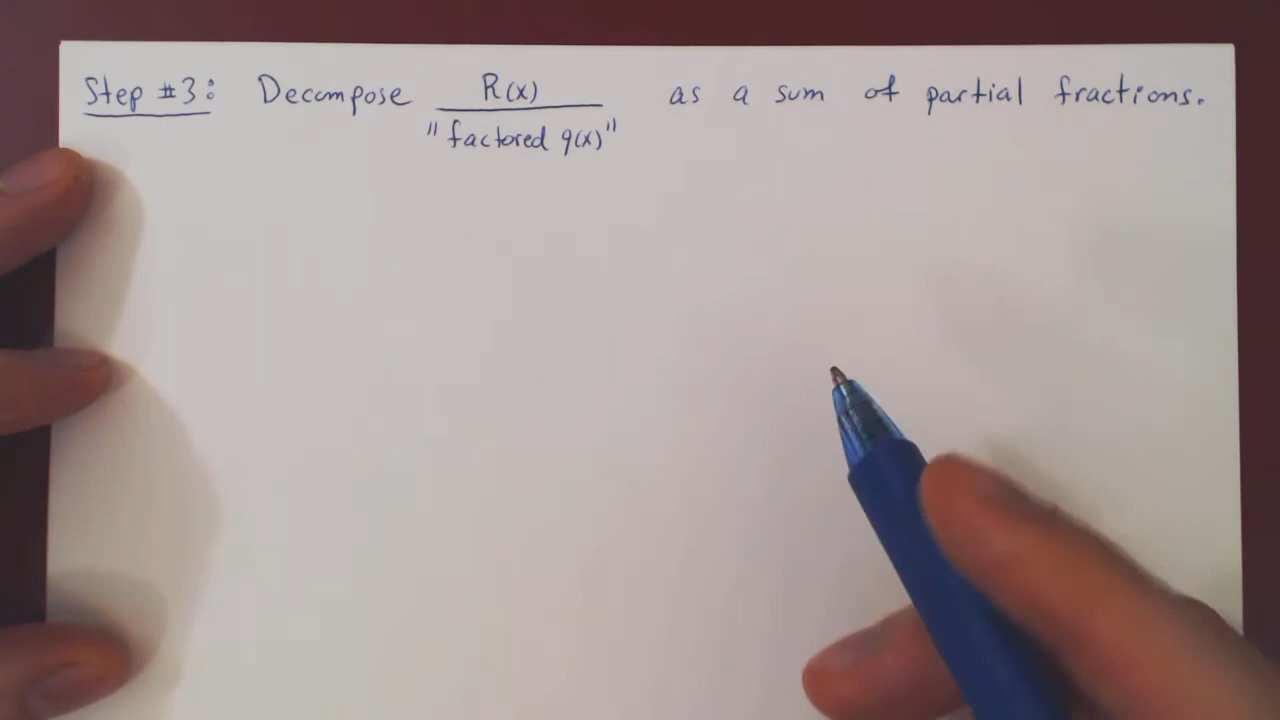 Step #3: Decompose R(x) as a sum of partial fractions.
"factored q(x)"